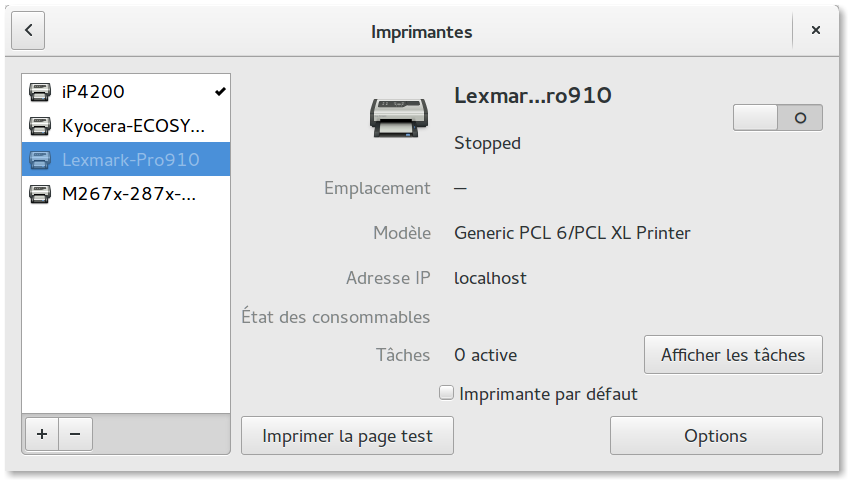 Imprimantes
iP4200
Kyocera-ECOSY...
Lexmark-Pro910
M267x-287x-...
Lexmar...ro910
Stopped
Emplacement —
Modèle Generic PCL 6/PCL XL Printer
Adresse IP localhost
État des consommables
Tâches 0 active Afficher les tâches
Imprimante par défaut
Imprimer la page test Options